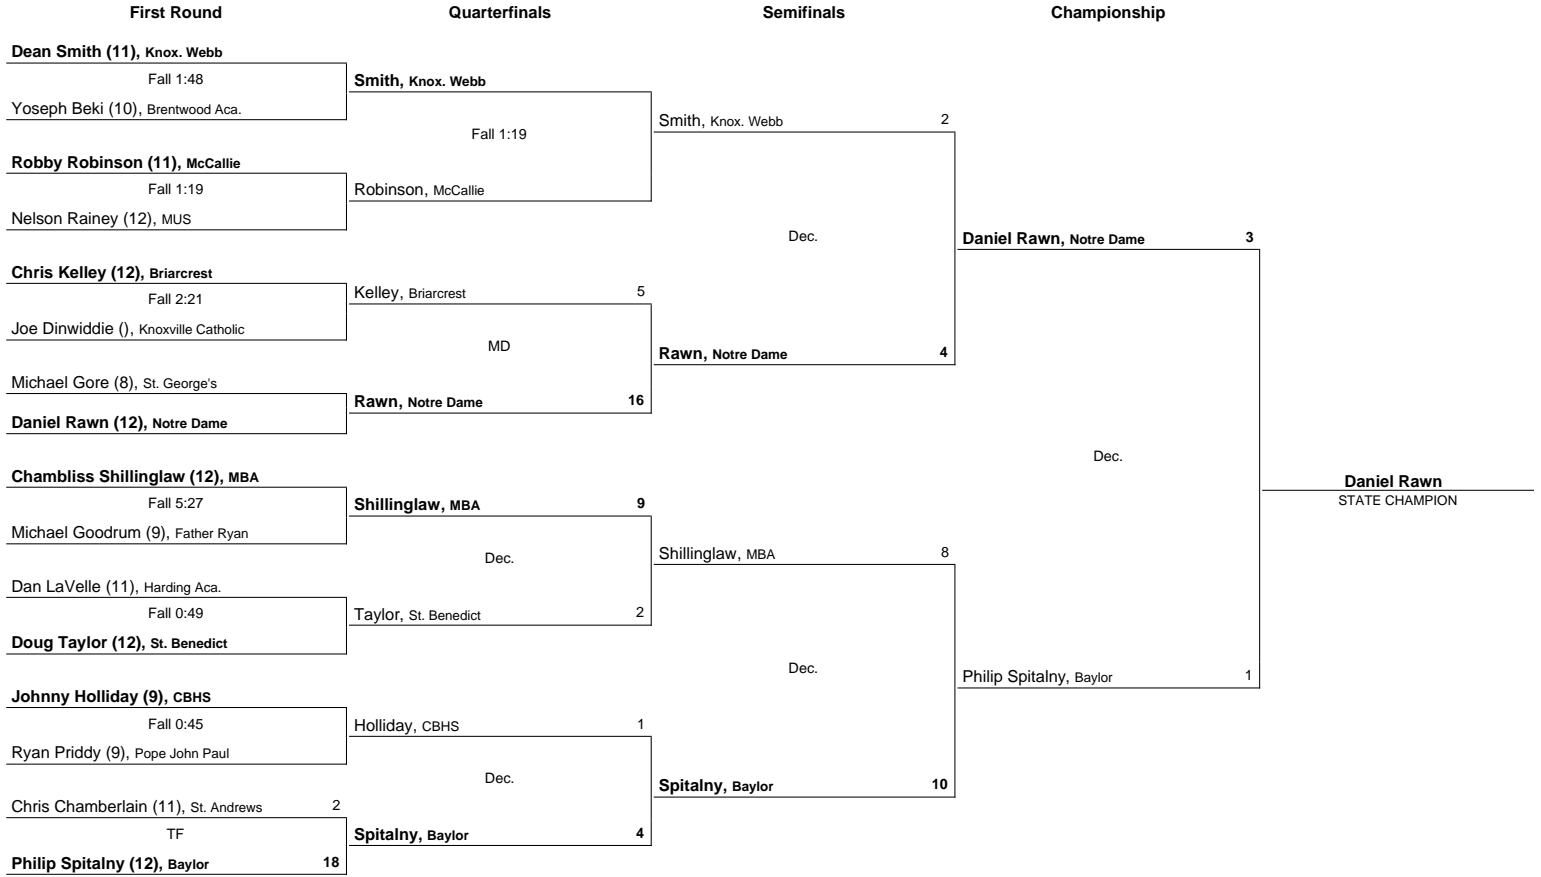 First Round Quarterfinals Semifinals Championship
Dean Smith (11), Knox. Webb
Fall 1:48
Yoseph Beki (10), Brentwood Aca.
Robby Robinson (11), McCallie
Fall 1:19
Nelson Rainey (12), MUS
Chris Kelley (12), Briarcrest
Fall 2:21
Joe Dinwiddie (), Knoxville Catholic
Michael Gore (8), St. George's
Daniel Rawn (12), Notre Dame
Chambliss Shillinglaw (12), MBA
Fall 5:27
Michael Goodrum (9), Father Ryan
Dan LaVelle (11), Harding Aca.
Fall 0:49
Doug Taylor (12), St. Benedict
Johnny Holliday (9), CBHS
Fall 0:45
Ryan Priddy (9), Pope John Paul
Chris Chamberlain (11), St. Andrews 2
TF
Philip Spitalny (12), Baylor 18
Smith, Knox. Webb
Fall 1:19
Robinson, McCallie
Kelley, Briarcrest 5
MD
Rawn, Notre Dame 16
Shillinglaw, MBA 9
Dec.
Taylor, St. Benedict 2
Holliday, CBHS 1
Dec.
Spitalny, Baylor 4
Smith, Knox. Webb 2
Dec.
Rawn, Notre Dame 4
Shillinglaw, MBA 8
Dec.
Spitalny, Baylor 10
Daniel Rawn, Notre Dame 3
Dec.
Philip Spitalny, Baylor 1
Daniel Rawn
STATE CHAMPION